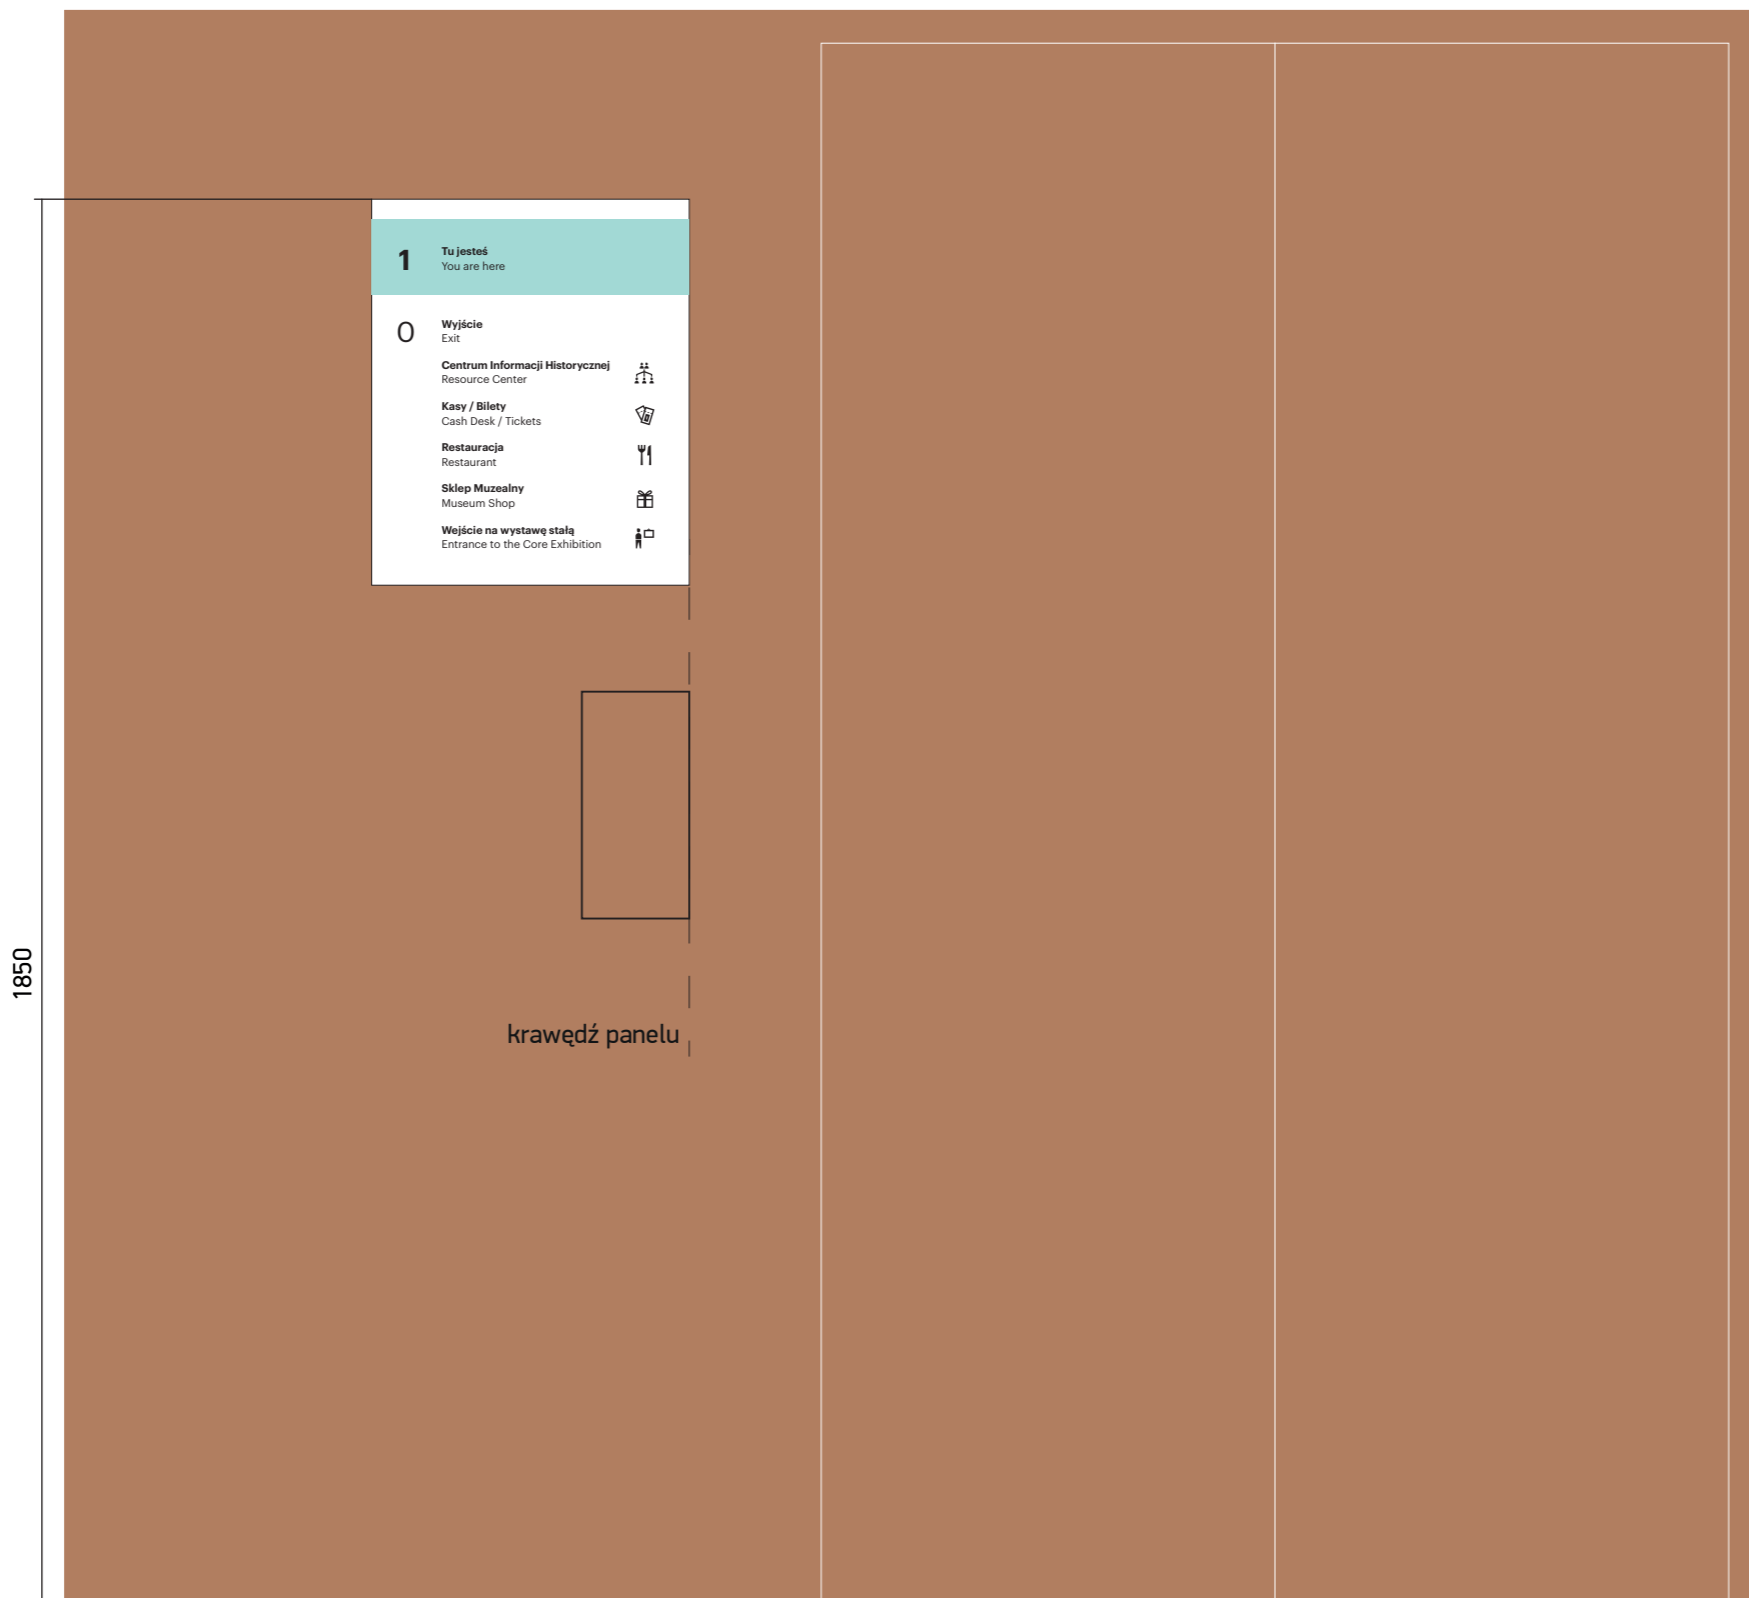 1
Tu jesteś
You are here
0
Wyjście
Exit
Centrum Informacji Historycznej
Resource Center
Kasy / Bilety
Cash Desk / Tickets
Restauracja
Restaurant
Sklep Muzealny
Museum Shop
Wejście na wystawę stałą
Entrance to the Core Exhibition
1850
krawędź panelu